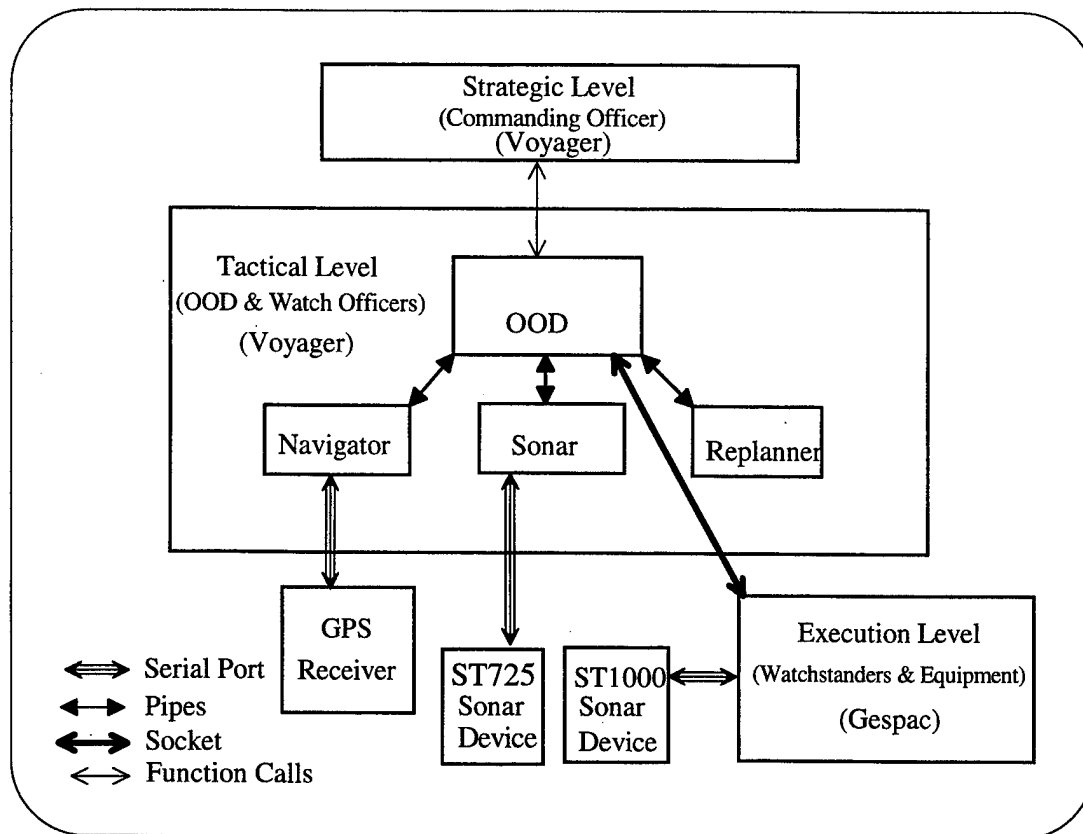 Strategic Level
(Commanding Officer)
(Voyager)
Tactical Level
(OOD & Watch Officers)
(Voyager)
OOD
Navigator
Sonar
Replanner
GPS
Receiver
ST725
Sonar
Device
ST1000
Sonar
Device
Execution Level
(Watchstanders & Equipment)
(Gespac)
Serial Port
Pipes
Socket
Function Calls